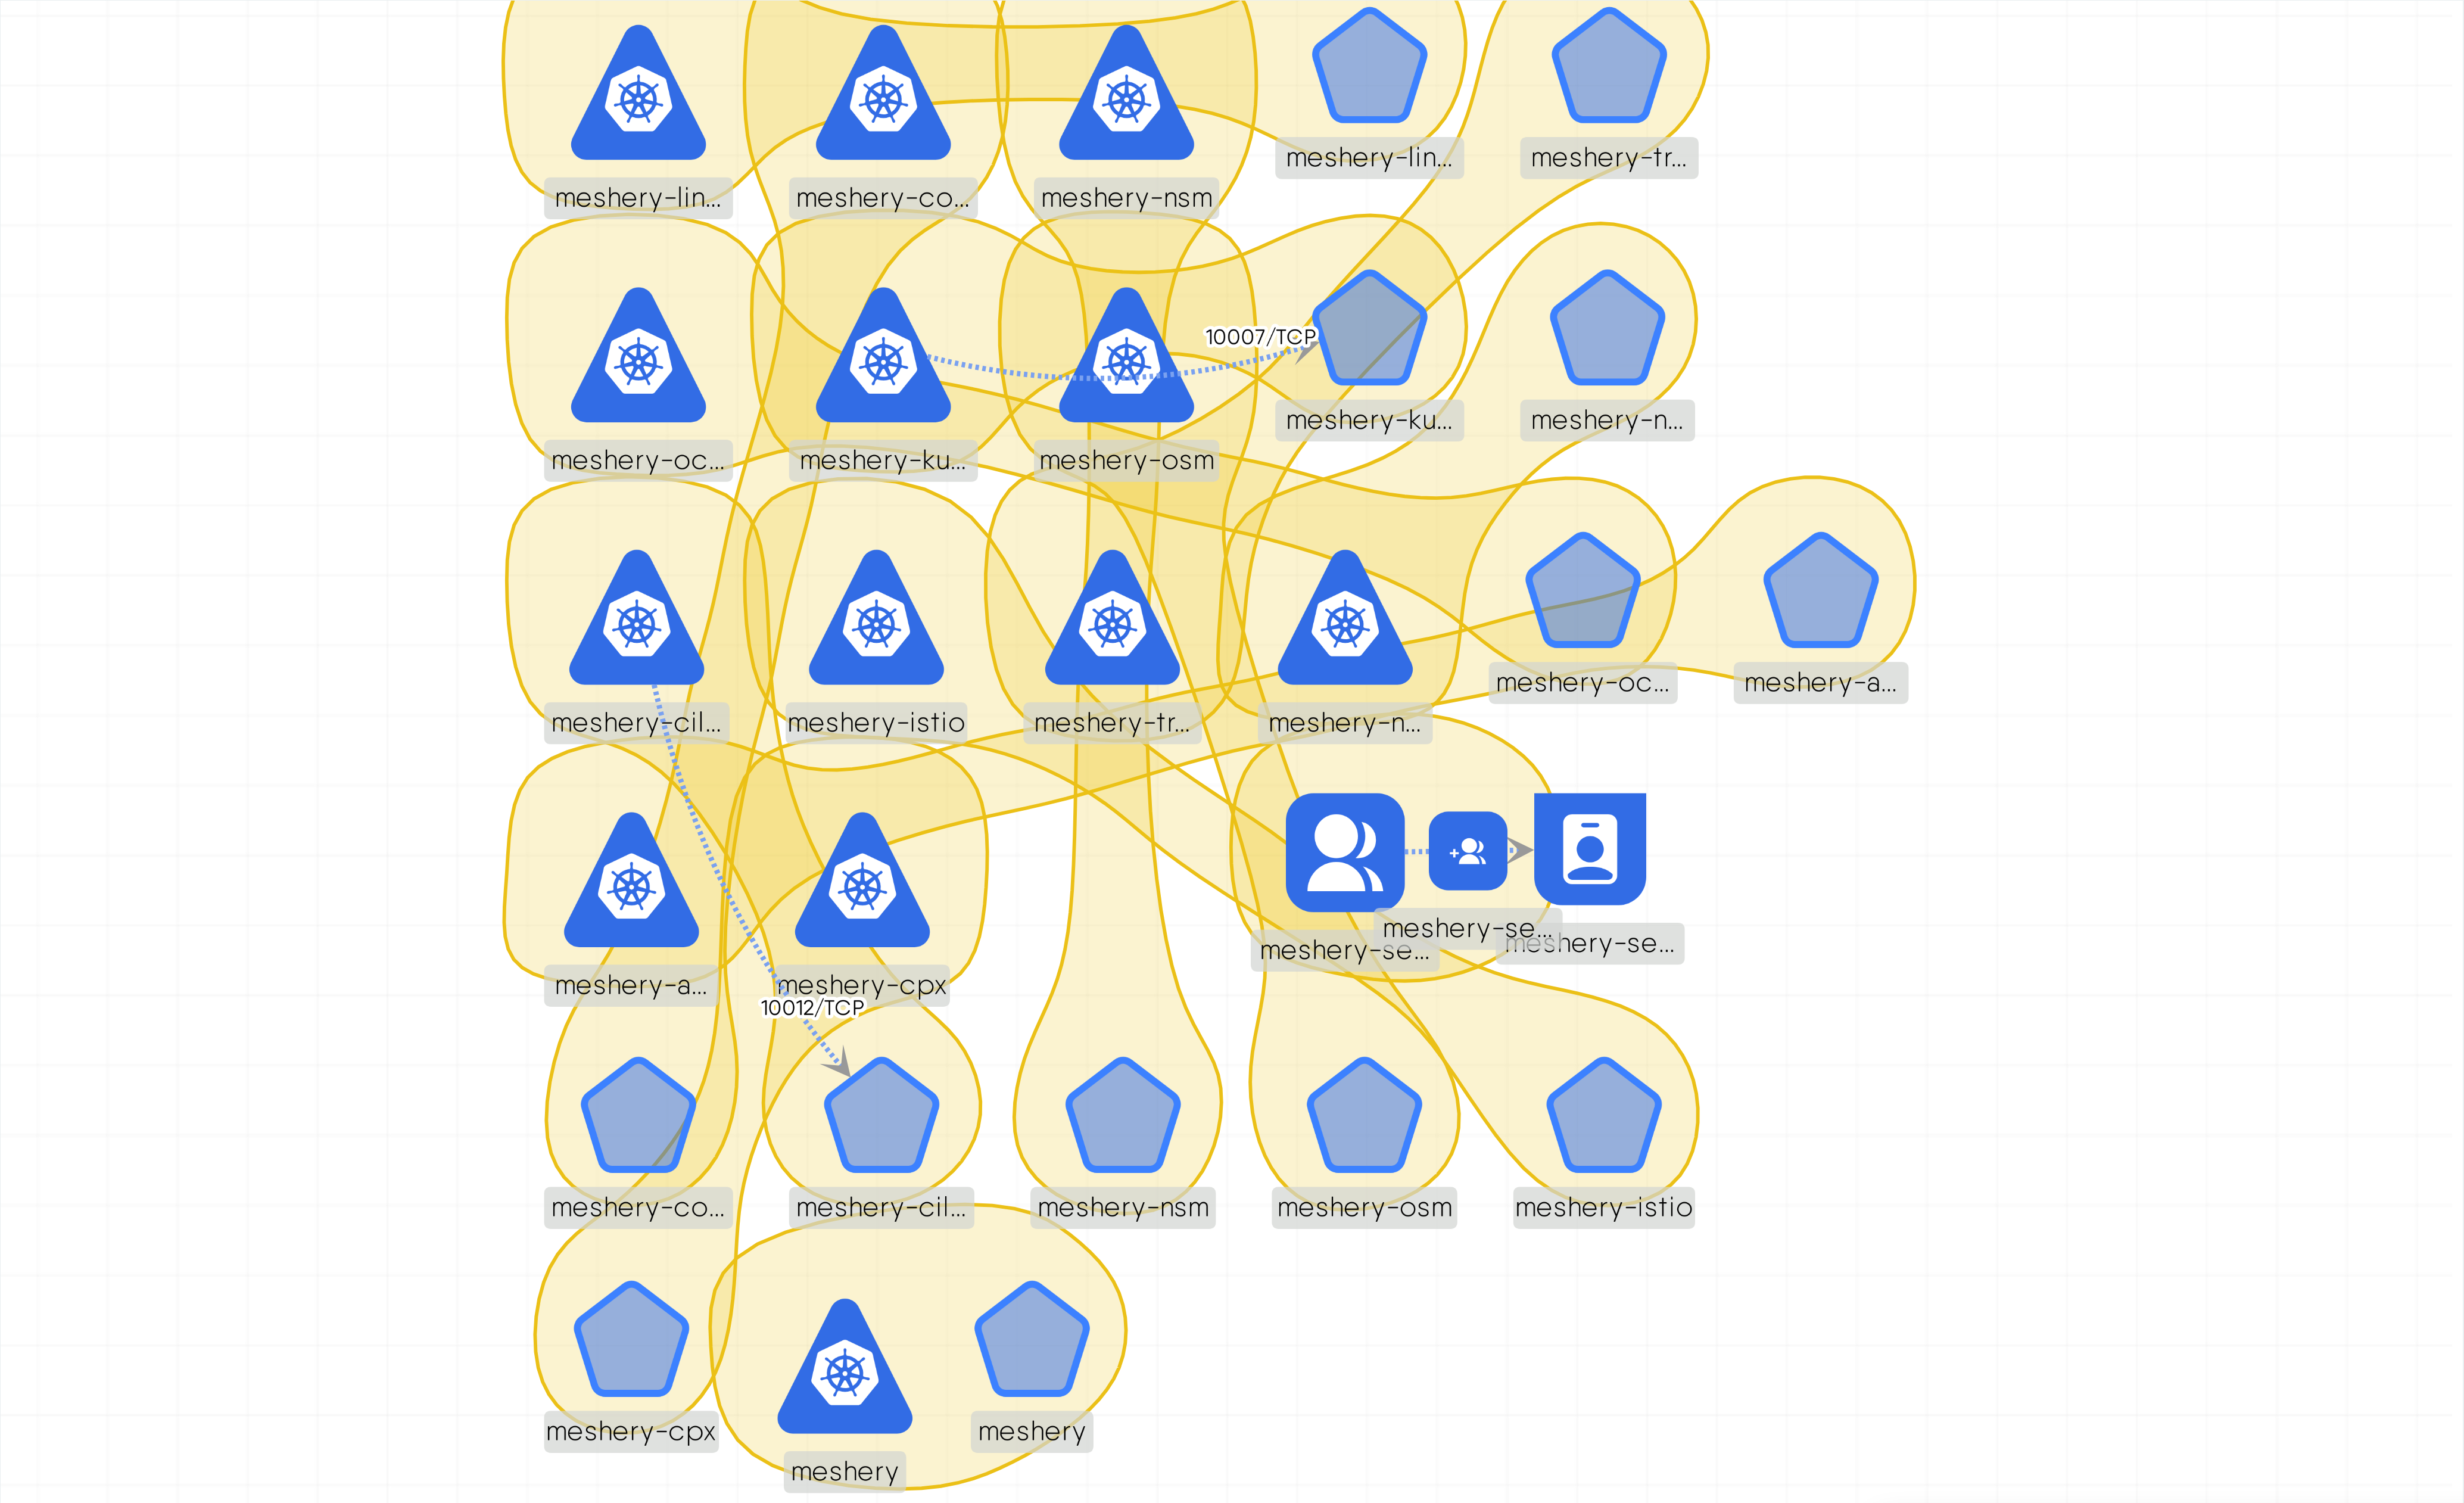 meshery-lin...
meshery-co...
meshery-nsm
meshery-lin...
meshery-tr...
10007/TCP
meshery-oc...
meshery-ku...
meshery-osm
meshery-ku...
meshery-n...
meshery-cil...
meshery-istio
meshery-tr...
meshery-n...
meshery-oc...
meshery-a...
meshery-a...
meshery-cpx
meshery-se...
meshery-se...
meshery-se...
10012/TCP
meshery-co...
meshery-cil...
meshery-nsm
meshery-osm
meshery-istio
meshery-cpx
meshery
meshery